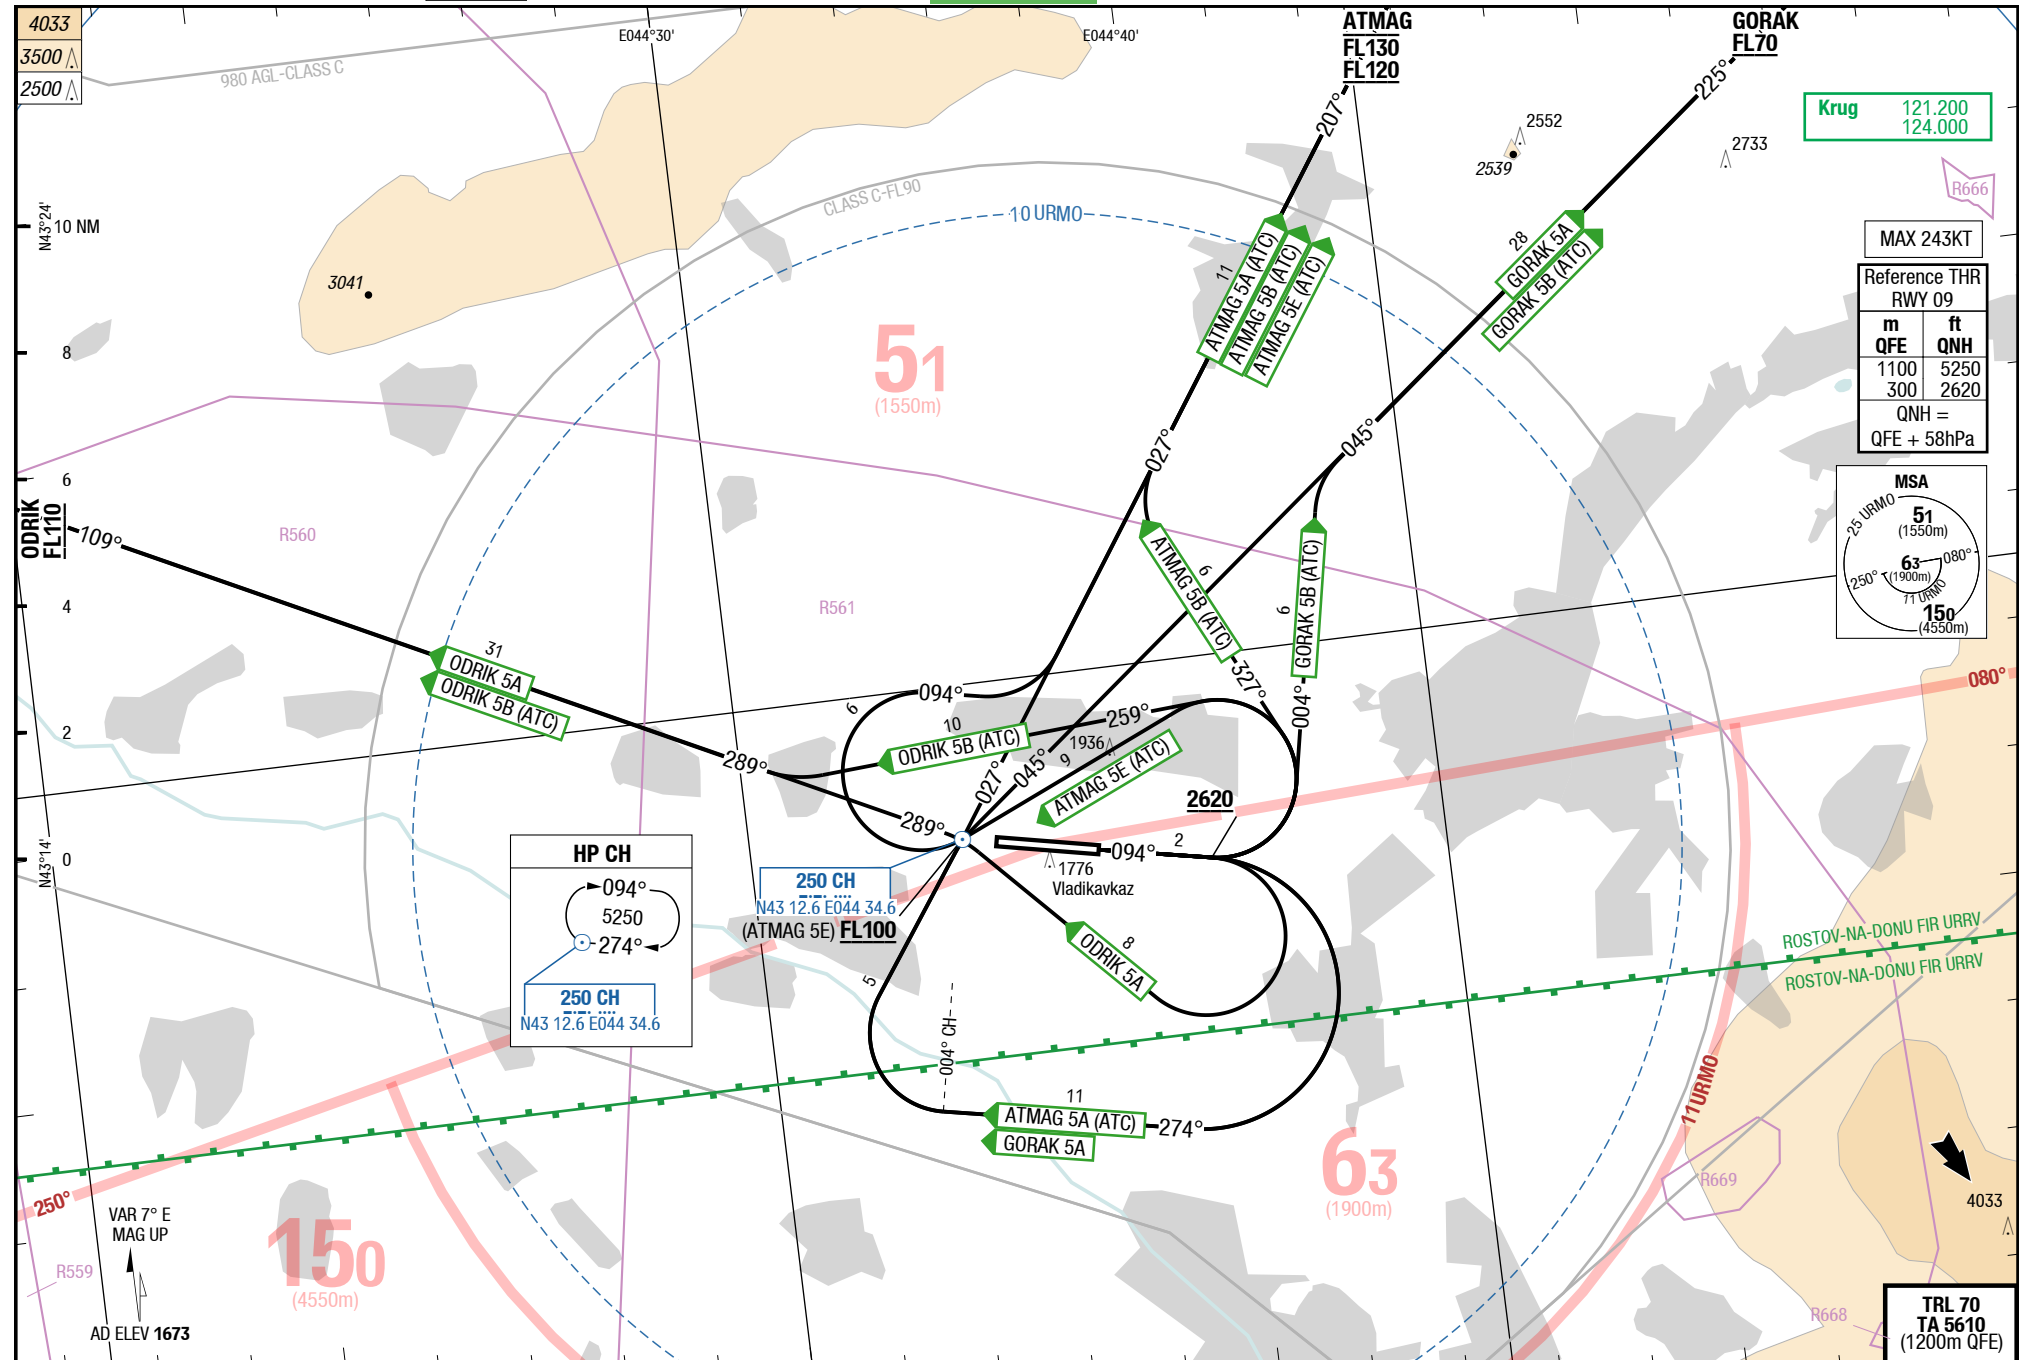 4033
3500
2500
980 AGL-CLASS C
E044°30'
E044°40'
ATMAG
FL130
FL120
GORAK
FL70
207°
225°
Krug 121.200
124.000
2552
2539
2733
R666
MAX 243KT
Reference THR
RWY 09
m ft
QFE QNH
1100 5250
300 2620
QNH =
QFE + 58hPa
MSA
25 URMO
51
(1550m)
63
(1900m)
080°
250°
11 URMO
150
(4550m)
N43°24'
10 NM
8
6
4
2
0
N43°14'
CLASS C-FL90
10 URMO
3041
51
(1550m)
11
ATMAG 5A (ATC)
ATMAG 5B (ATC)
ATMAG 5E (ATC)
28
GORAK 5A
GORAK 5B (ATC)
027°
045°
ODRIK
FL110
109°
R560
R561
6
ATMAG 5B (ATC)
6
GORAK 5B (ATC)
31
ODRIK 5A
ODRIK 5B (ATC)
6
094°
327°
004°
10
ODRIK 5B (ATC)
259°
1936
9
ATMAG 5E (ATC)
289°
027°
045°
289°
2620
080°
094°
2
1776
Vladikavkaz
HP CH
094°
5250
274°
250 CH
N43 12.6 E044 34.6
250 CH
N43 12.6 E044 34.6
(ATMAG 5E) FL100
8
ODRIK 5A
5
004° CH
11
ATMAG 5A (ATC)
GORAK 5A
274°
ROSTOV-NA-DONU FIR URRV
ROSTOV-NA-DONU FIR URRV
11URMO
63
(1900m)
R669
4033
250°
VAR 7° E
MAG UP
R559
AD ELEV 1673
150
(4550m)
R668
TRL 70
TA 5610
(1200m QFE)